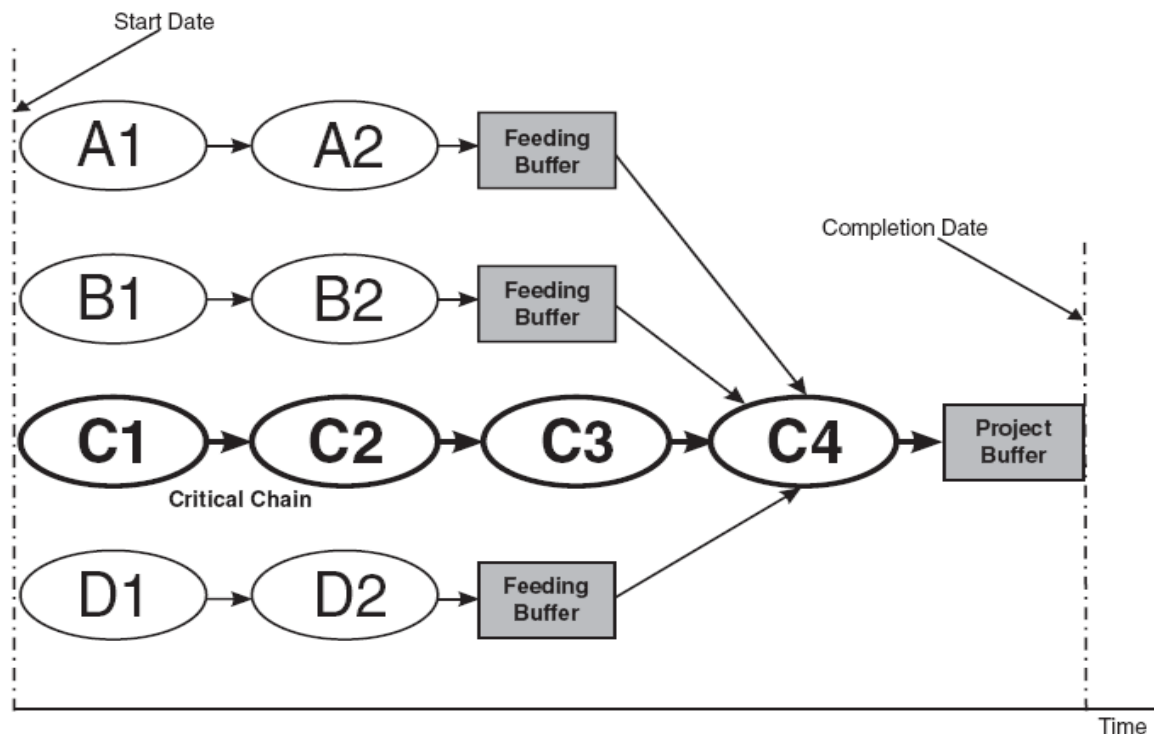 Start Date
A1
A2
Feeding
Buffer
Completion Date
B1
B2
Feeding
Buffer
C1
C2
C3
C4
Project
Buffer
Critical Chain
D1
D2
Feeding
Buffer
Time